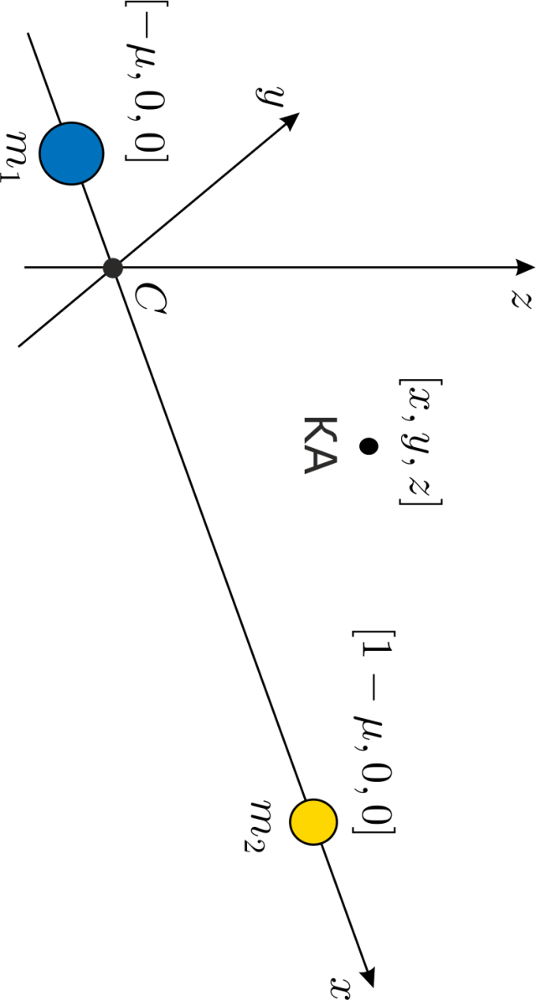 z
[x, y, z]
[1 − μ, 0, 0]
x
КА
y
m₂
[−μ, 0, 0]
C
m₁